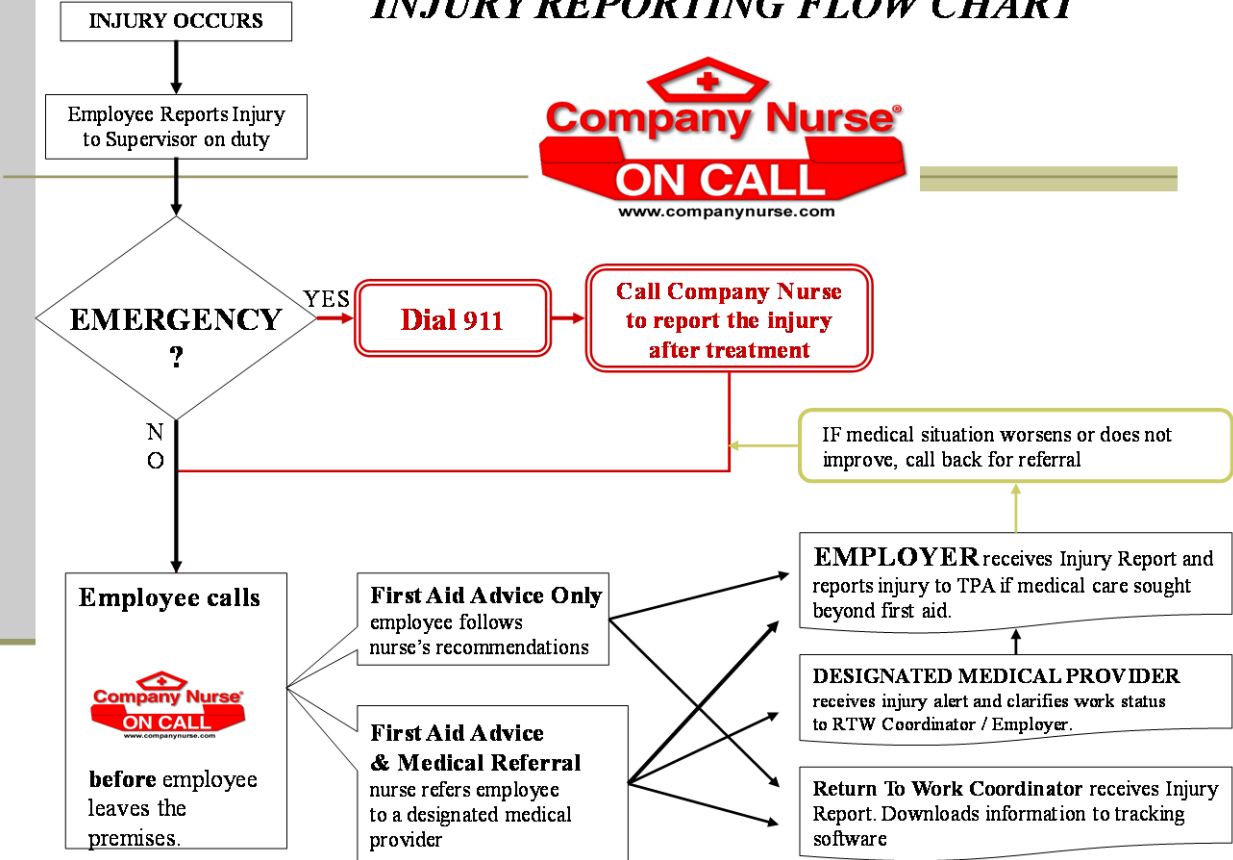 INJURY REPORTING FLOW CHART
INJURY OCCURS
Employee Reports Injury
to Supervisor on duty
Company Nurse®
ON CALL
www.companynurse.com
EMERGENCY
?
YES
Dial 911
Call Company Nurse
to report the injury
after treatment
N
O
IF medical situation worsens or does not
improve, call back for referral
Employee calls
Company Nurse®
ON CALL
www.companynurse.com
before employee
leaves the
premises.
First Aid Advice Only
employee follows
nurse's recommendations
First Aid Advice
& Medical Referral
nurse refers employee
to a designated medical
provider
EMPLOYER receives Injury Report and
reports injury to TPA if medical care sought
beyond first aid.
DESIGNATED MEDICAL PROVIDER
receives injury alert and clarifies work status
to RTW Coordinator / Employer.
Return To Work Coordinator receives Injury
Report. Downloads information to tracking
software